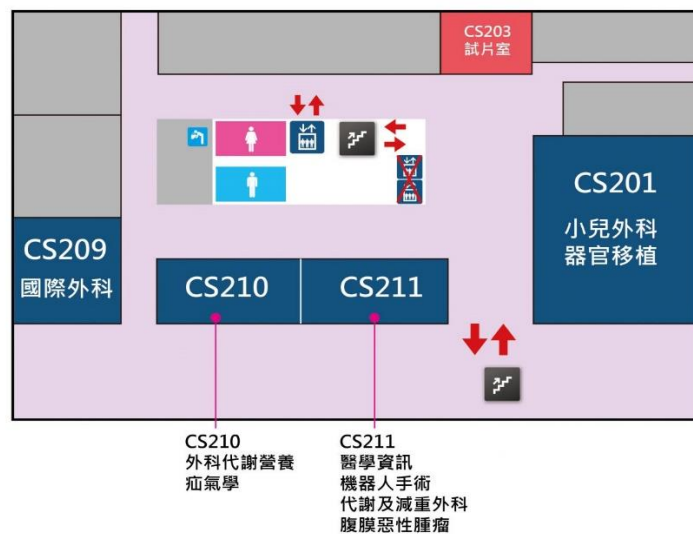 CS203
試片室
CS201
小兒外科
器官移植
CS209
國際外科
CS210
CS211
CS210
外科代謝營養
疝氣學
CS211
醫學資訊
機器人手術
代謝及減重外科
腹膜惡性腫瘤